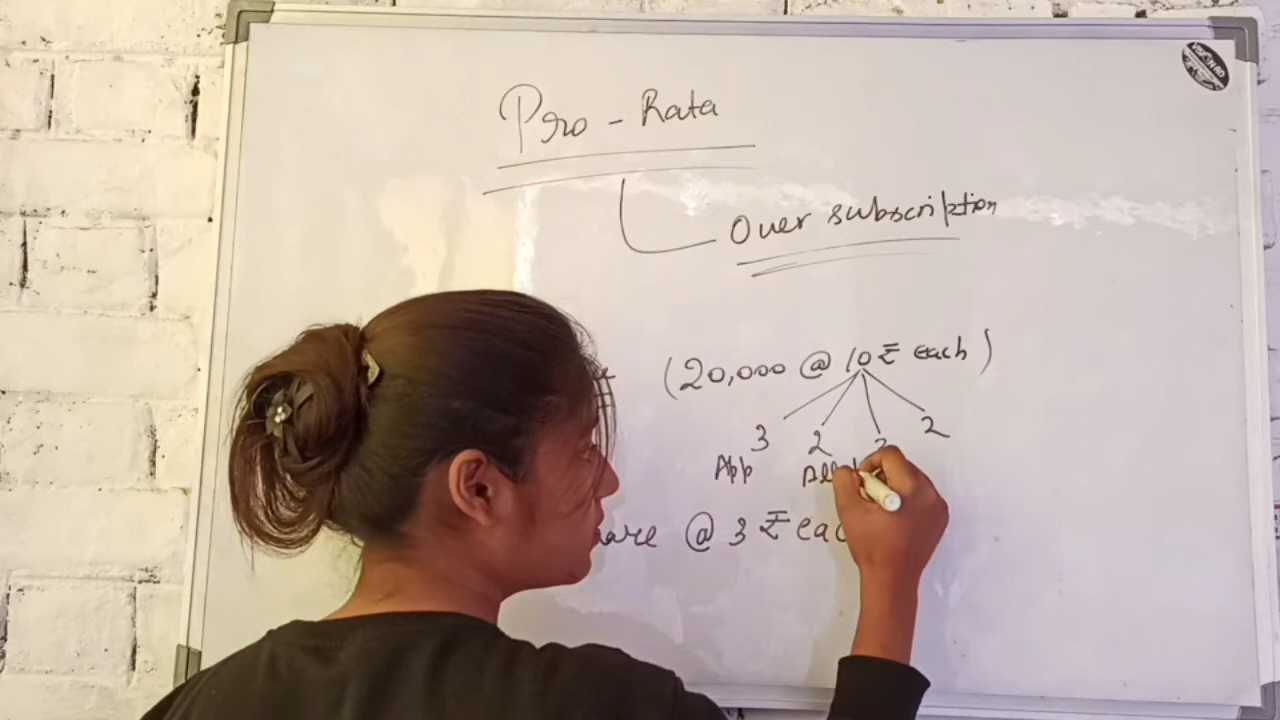 Pro - Rata
Over subscription
(20,000 @ 10 ₹ each)
3 2 2
App
@ 3 ₹